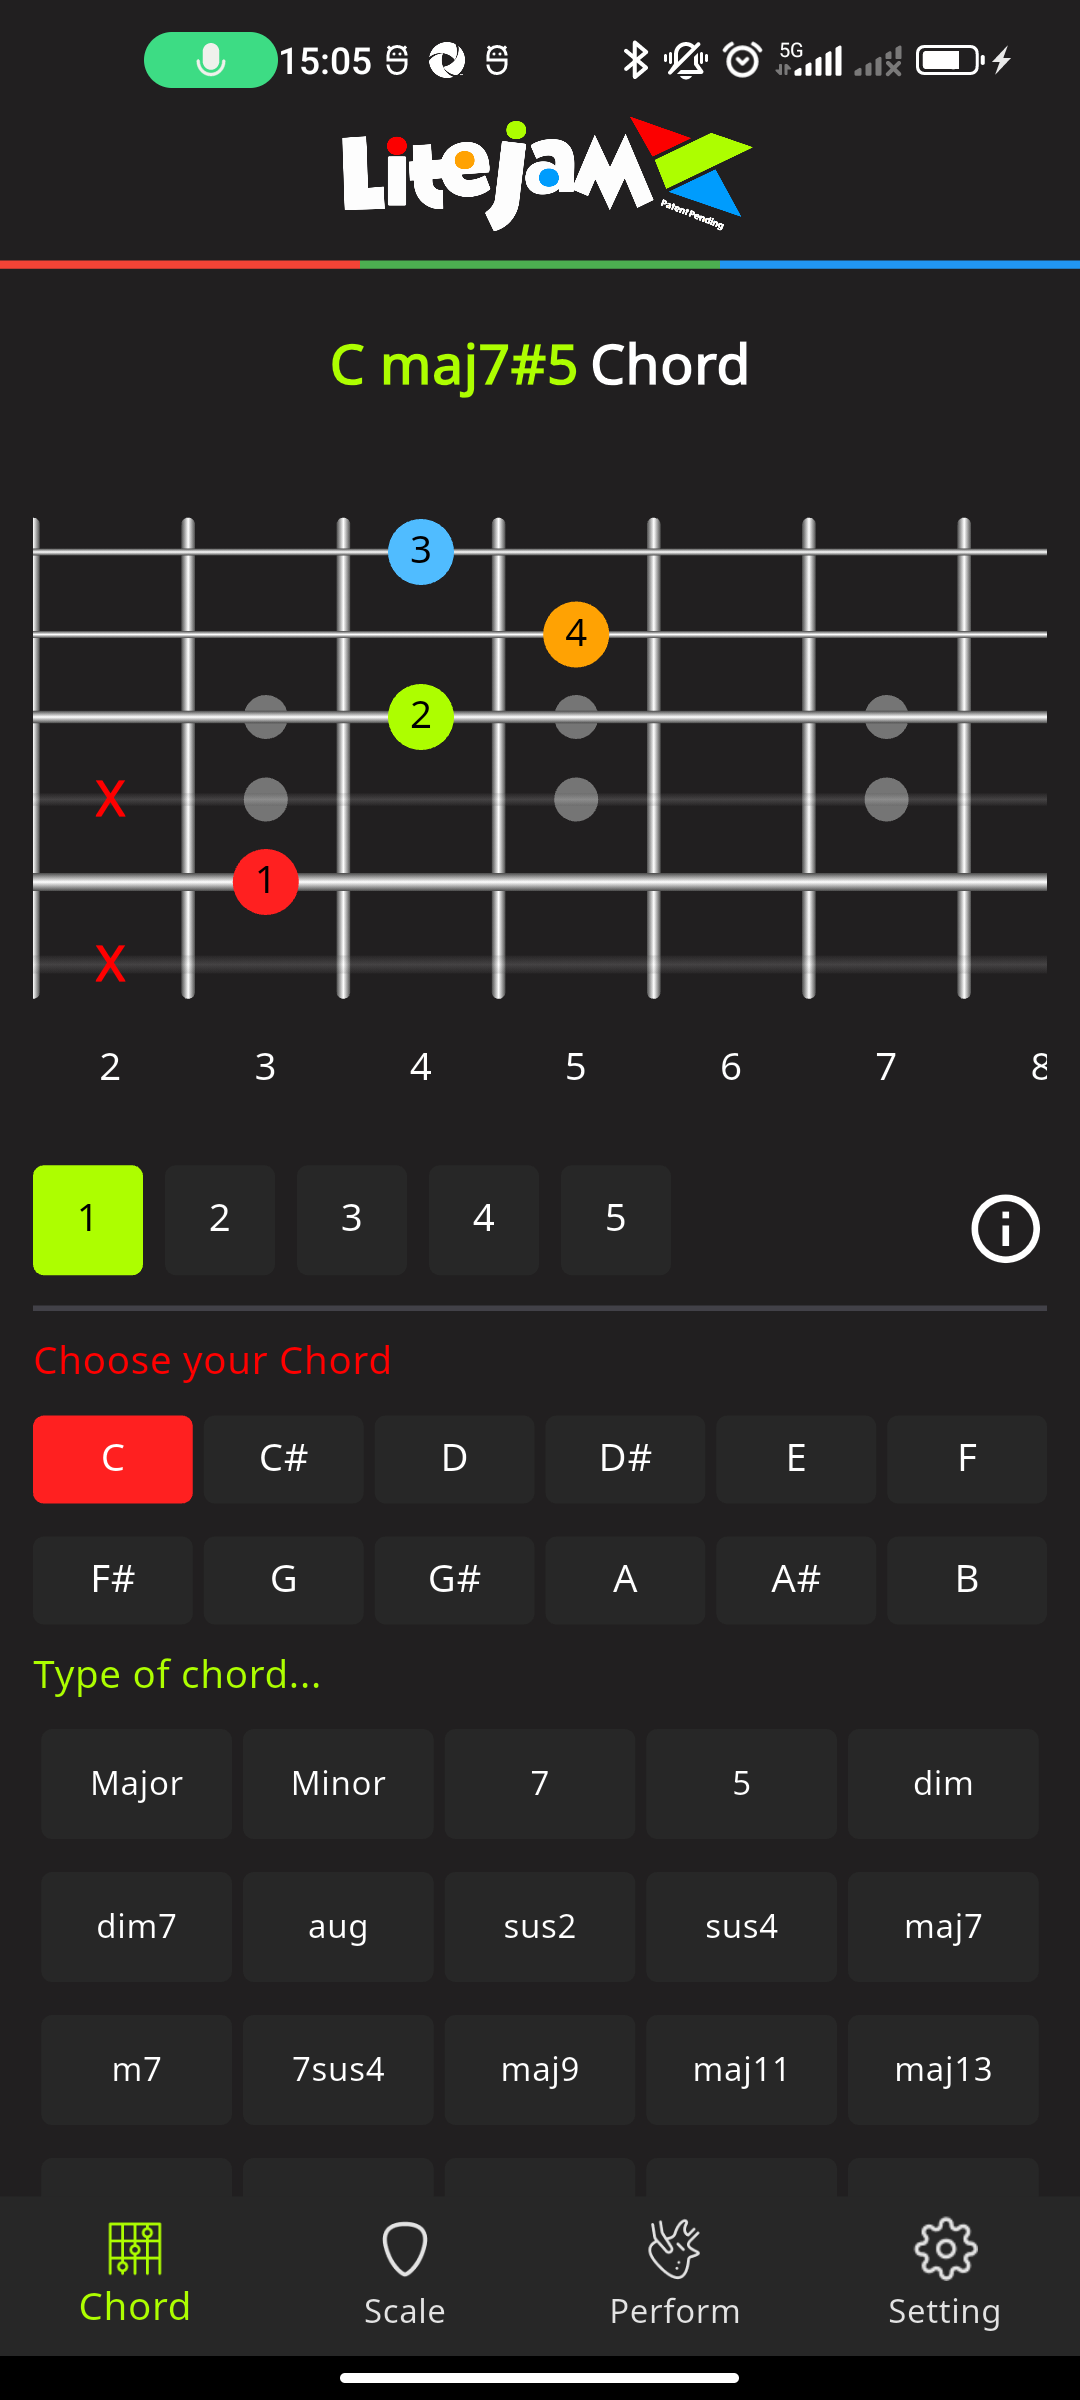 15:05
5G
Litejam
Patent Pending
C maj7#5 Chord
3
4
2
X
1
X
2 3 4 5 6 7 8
1 2 3 4 5
Choose your Chord
C C# D D# E F
F# G G# A A# B
Type of chord...
Major Minor 7 5 dim
dim7 aug sus2 sus4 maj7
m7 7sus4 maj9 maj11 maj13
Chord Scale Perform Setting